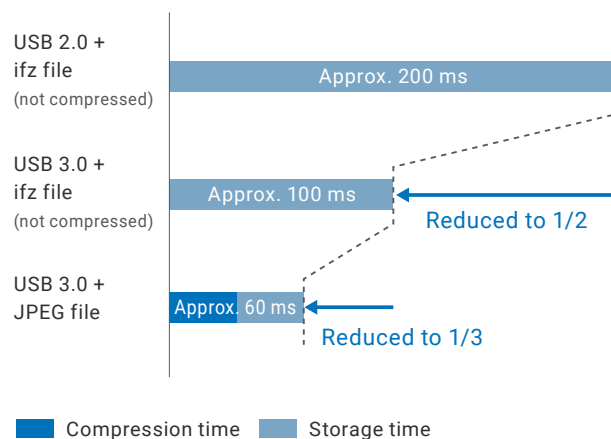 USB 2.0 +
ifz file
(not compressed)
Approx. 200 ms
USB 3.0 +
ifz file
(not compressed)
Approx. 100 ms
Reduced to 1/2
USB 3.0 +
JPEG file
Approx. 60 ms
Reduced to 1/3
Compression time
Storage time